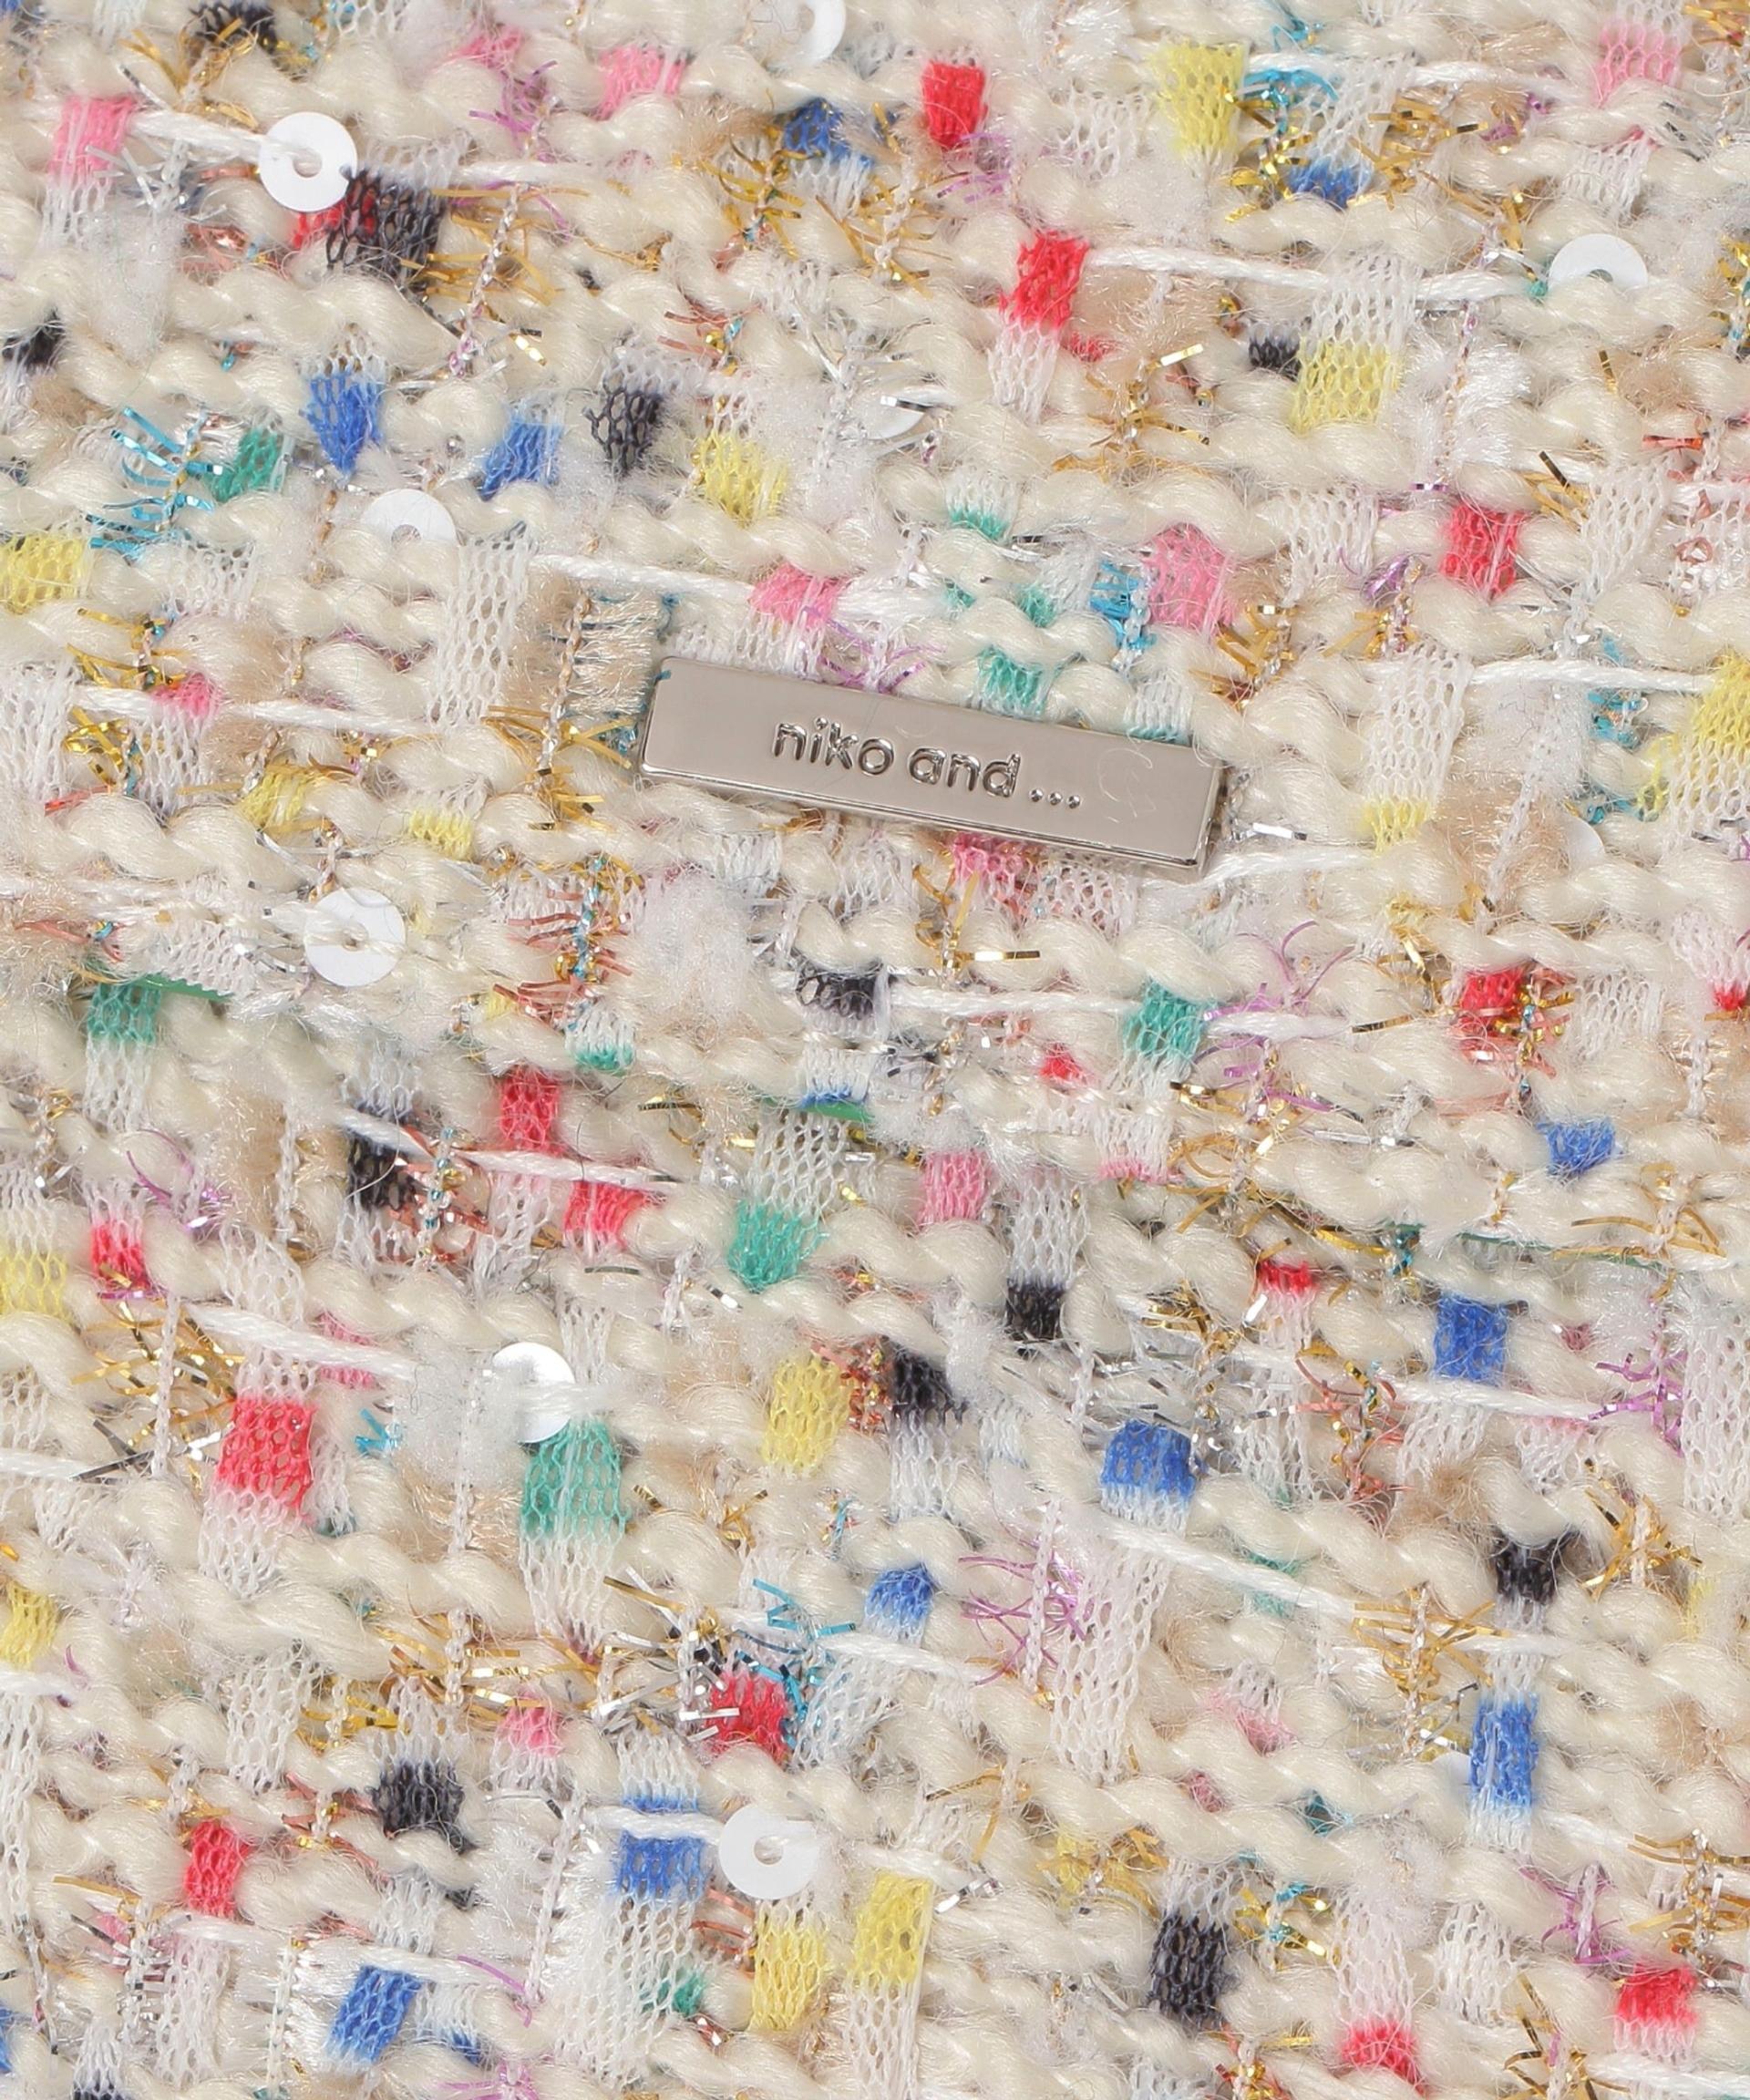 niko and ...